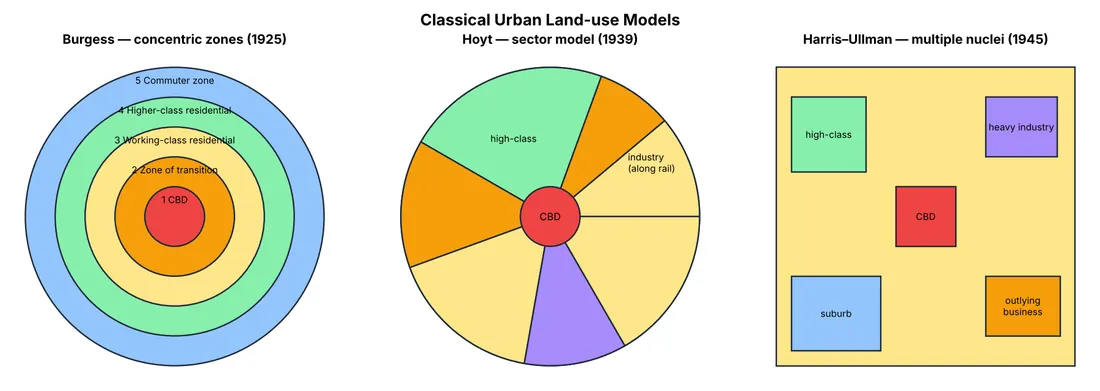 Classical Urban Land-use Models
Burgess — concentric zones (1925)
5 Commuter zone
4 Higher-class residential
3 Working-class residential
2 Zone of transition
1 CBD
Hoyt — sector model (1939)
high-class
industry
(along rail)
CBD
Harris–Ullman — multiple nuclei (1945)
high-class
heavy industry
CBD
suburb
outlying
business